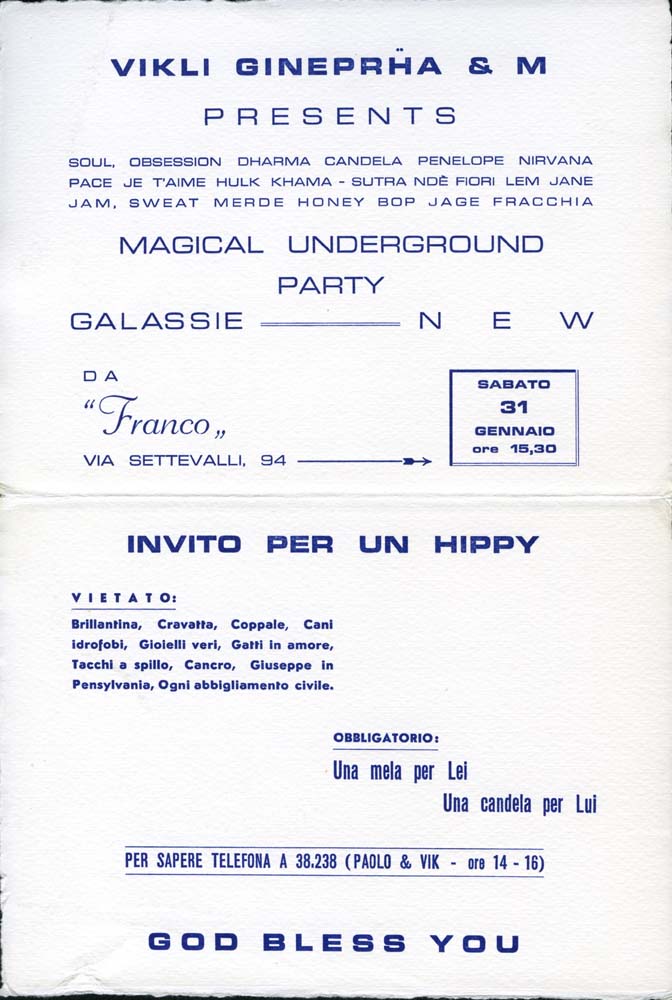 VIKLI GINEPRḦA & M
PRESENTS
SOUL, OBSESSION DHARMA CANDELA PENELOPE NIRVANA
PACE JE T'AIME HULK KHAMA - SUTRA NDÈ FIORI LEM JANE
JAM, SWEAT MERDE HONEY BOP JAGE FRACCHIA
MAGICAL UNDERGROUND
PARTY
GALASSIE NEW
DA
"Franco„
VIA SETTEVALLI, 94
SABATO
31
GENNAIO
ore 15,30
INVITO PER UN HIPPY
VIETATO:
Brillantina, Cravatta, Coppale, Cani
idrofobi, Gioielli veri, Gatti in amore,
Tacchi a spillo, Cancro, Giuseppe in
Pensylvania, Ogni abbigliamento civile.
OBBLIGATORIO:
Una mela per Lei
Una candela per Lui
PER SAPERE TELEFONA A 38.238 (PAOLO & VIK - ore 14 - 16)
GOD BLESS YOU